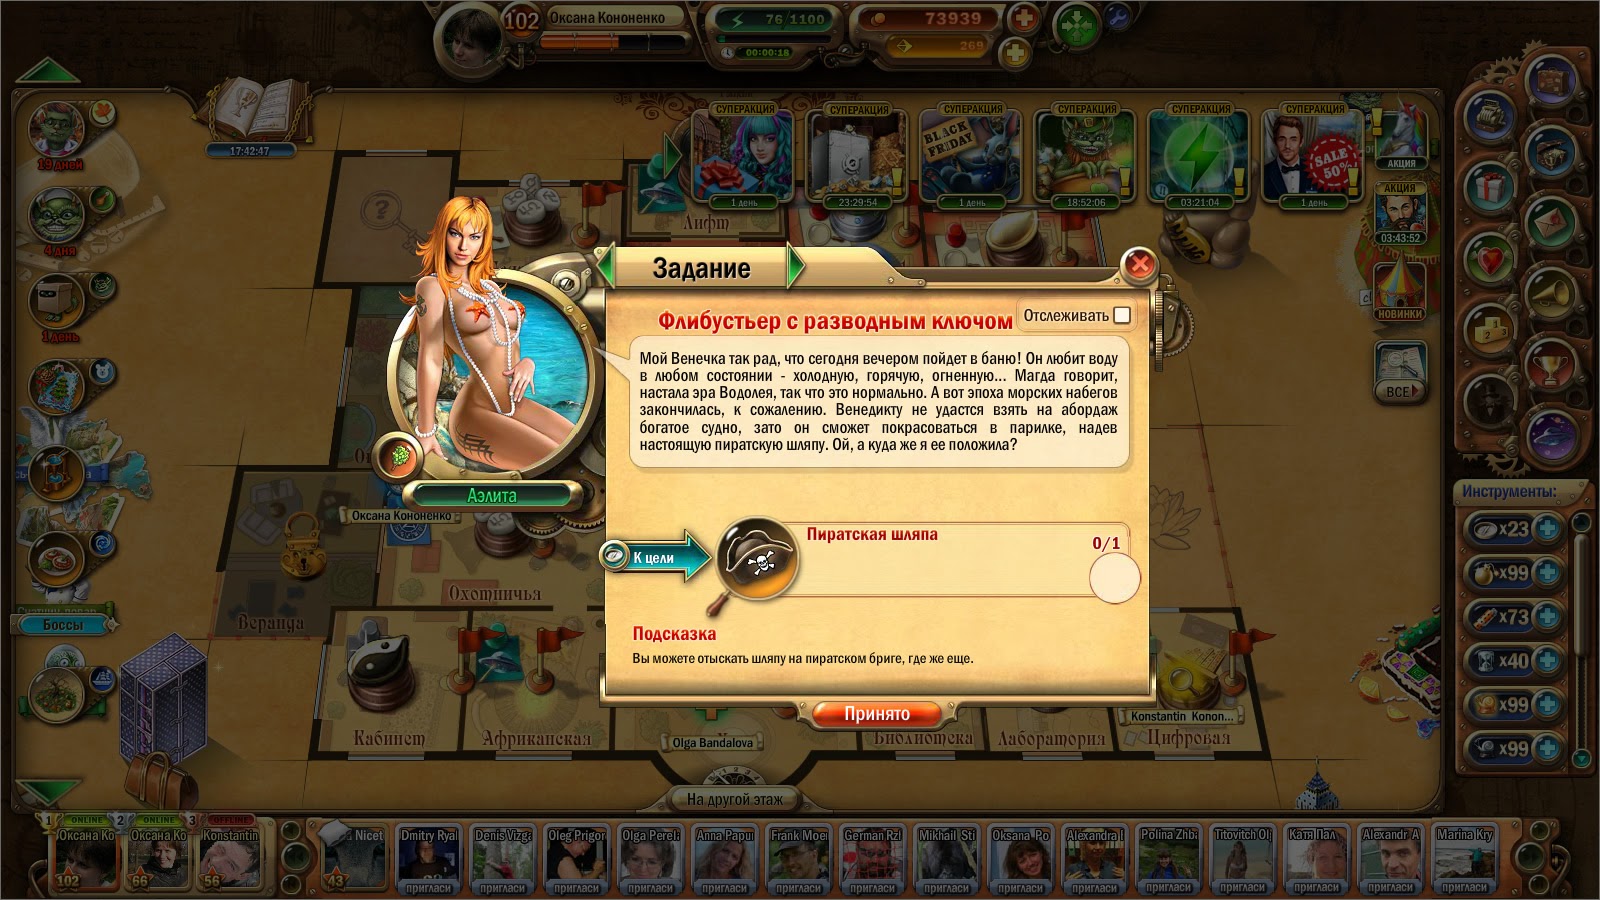 102
Оксана Кононенко
76/1100
00:00:18
73939
269
17:42:47
19 дней
4 дня
1 день
Боссы
СУПЕРАКЦИЯ
1 день
СУПЕРАКЦИЯ
23:29:54
BLACK FRIDAY
СУПЕРАКЦИЯ
1 день
СУПЕРАКЦИЯ
18:52:06
СУПЕРАКЦИЯ
03:21:04
СУПЕРАКЦИЯ
SALE 50%
1 день
АКЦИЯ
АКЦИЯ
03:43:52
НОВИНКИ
ВСЕ
Лифт
Задание
Флибустьер с разводным ключом
Отслеживать
Мой Венечка так рад, что сегодня вечером пойдет в баню! Он любит воду
в любом состоянии - холодную, горячую, огненную... Магда говорит,
настала эра Водолея, так что это нормально. А вот эпоха морских набегов
закончилась, к сожалению. Венедикту не удастся взять на абордаж
богатое судно, зато он сможет покрасоваться в парилке, надев
настоящую пиратскую шляпу. Ой, а куда же я ее положила?
Аэлита
Оксана Кононенко
К цели
Пиратская шляпа
0/1
Подсказка
Вы можете отыскать шляпу на пиратском бриге, где же еще.
Принято
Охотничья
Веранда
Кабинет
Африканская
Olga Bandalova
Библиотека
Лаборатория
Цифровая
Konstantin Konon...
На другой этаж
Инструменты:
x23
x99
x73
x40
x99
x99
1 ONLINE
Оксана Ко
102
2 ONLINE
Оксана Ко
66
3 OFFLINE
Konstantin
56
Nicet
43
Dmitry Ryal
пригласи
Denis Vizga
пригласи
Oleg Prigor
пригласи
Olga Perei
пригласи
Anna Papu
пригласи
Frank Moe
пригласи
German Rzl
пригласи
Mikhail Sti
пригласи
Oksana Po
пригласи
Alexandra
пригласи
Polina Zhiba
пригласи
Titovitch Ol
пригласи
Катя Пал
пригласи
Alexandr A
пригласи
Marina Kry
пригласи